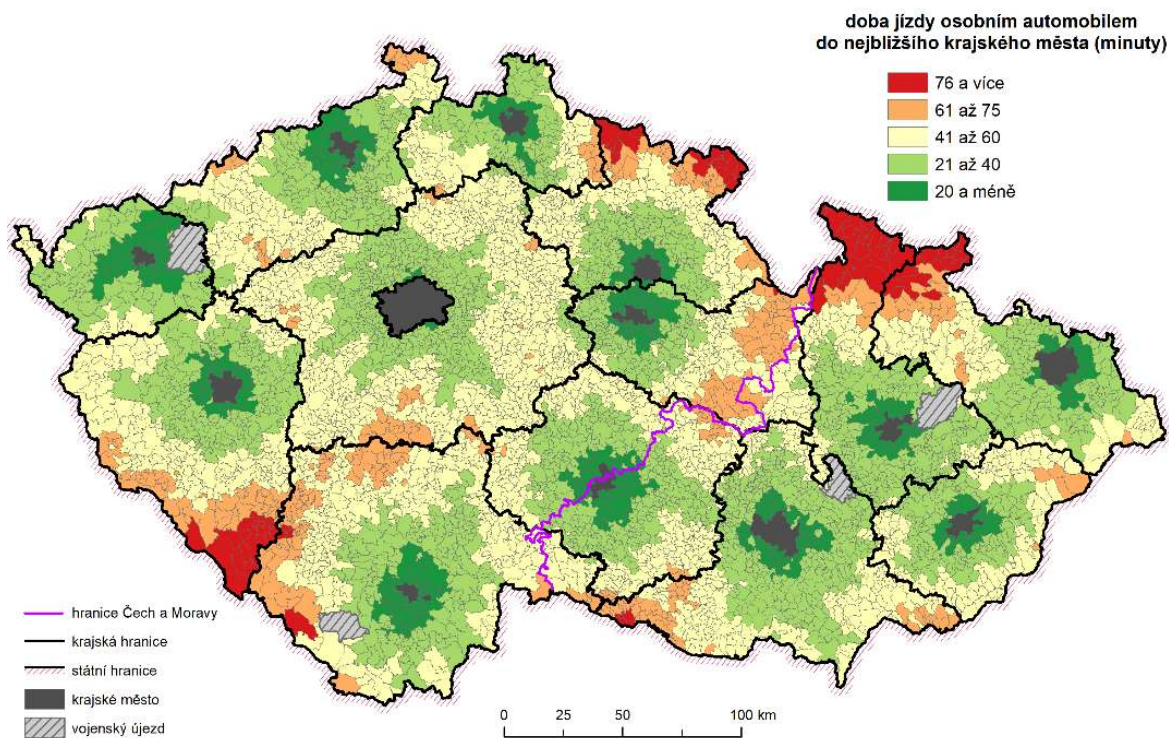 doba jízdy osobním automobilem
do nejbližšího krajského města (minuty)
76 a více
61 až 75
41 až 60
21 až 40
20 a méně
hranice Čech a Moravy
krajská hranice
státní hranice
krajské město
vojenský újezd
0 25 50 100 km